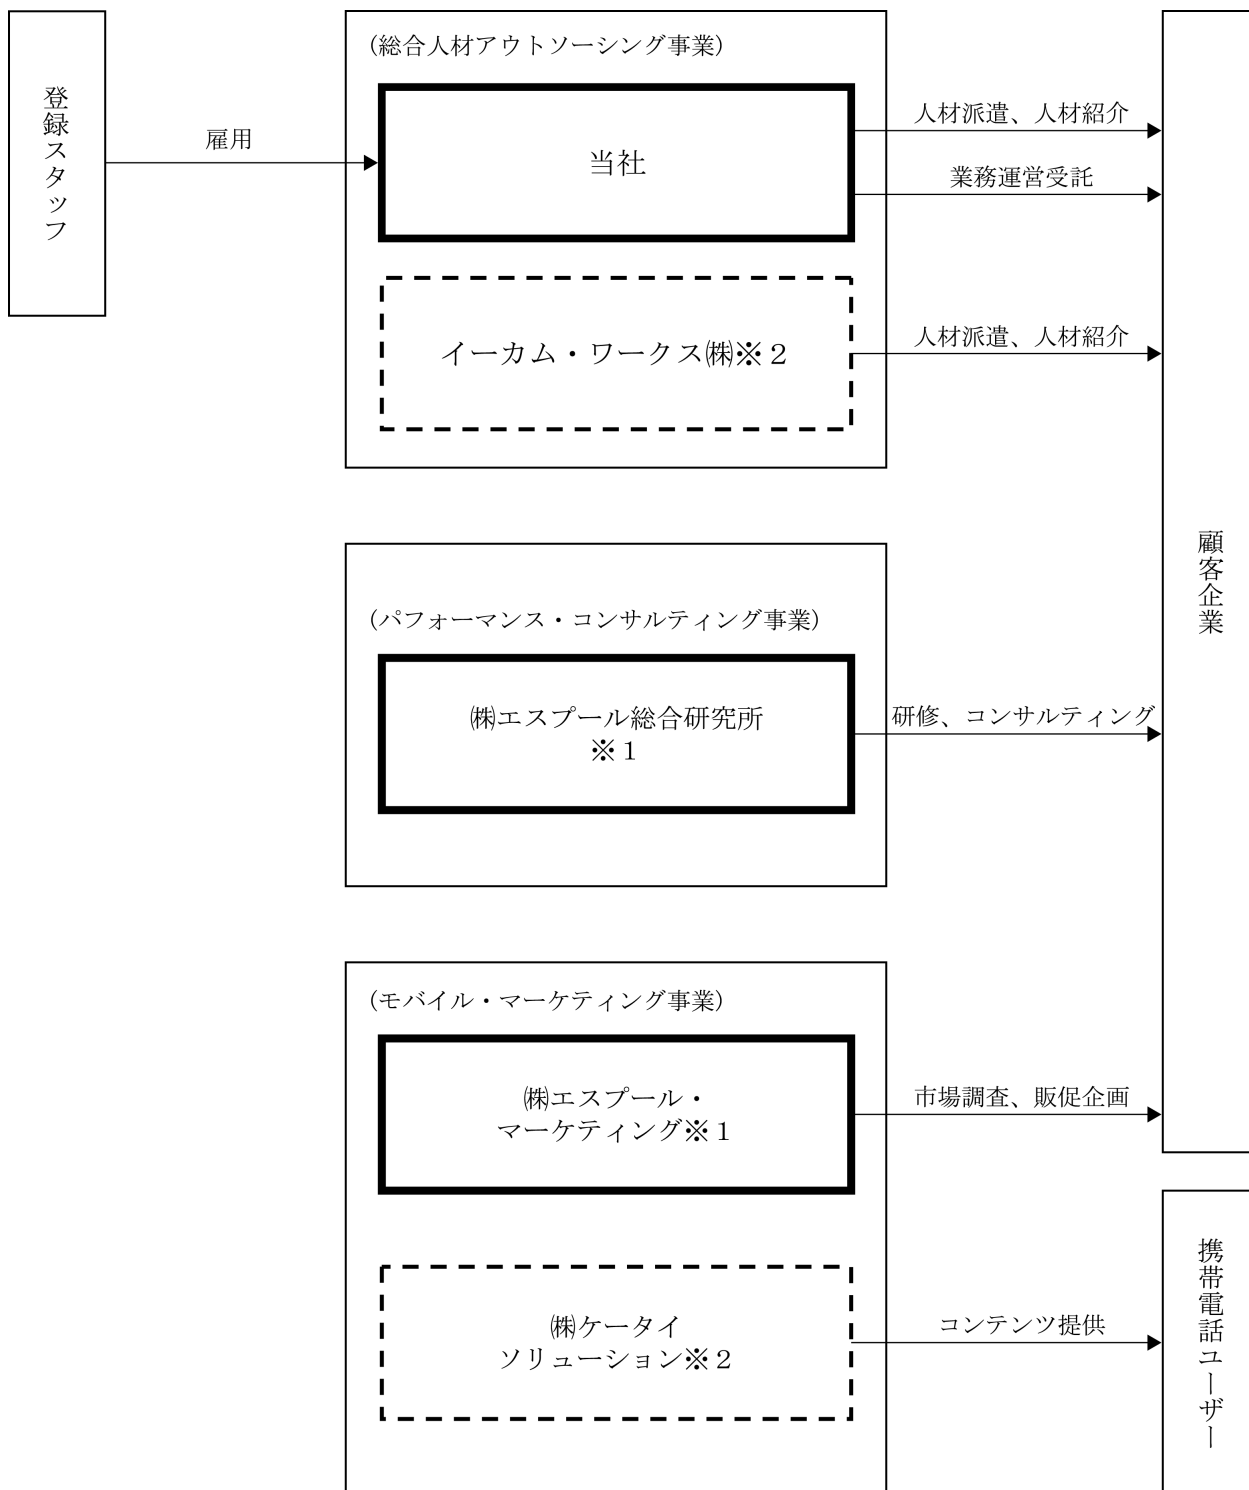 登録スタッフ
雇用
(総合人材アウトソーシング事業)
当社
人材派遣、人材紹介
業務運営受託
イーカム・ワークス㈱※２
人材派遣、人材紹介
顧客企業
(パフォーマンス・コンサルティング事業)
㈱エスプール総合研究所
※１
研修、コンサルティング
(モバイル・マーケティング事業)
㈱エスプール・
マーケティング※１
市場調査、販促企画
㈱ケータイ
ソリューション※２
コンテンツ提供
携帯電話ユーザー